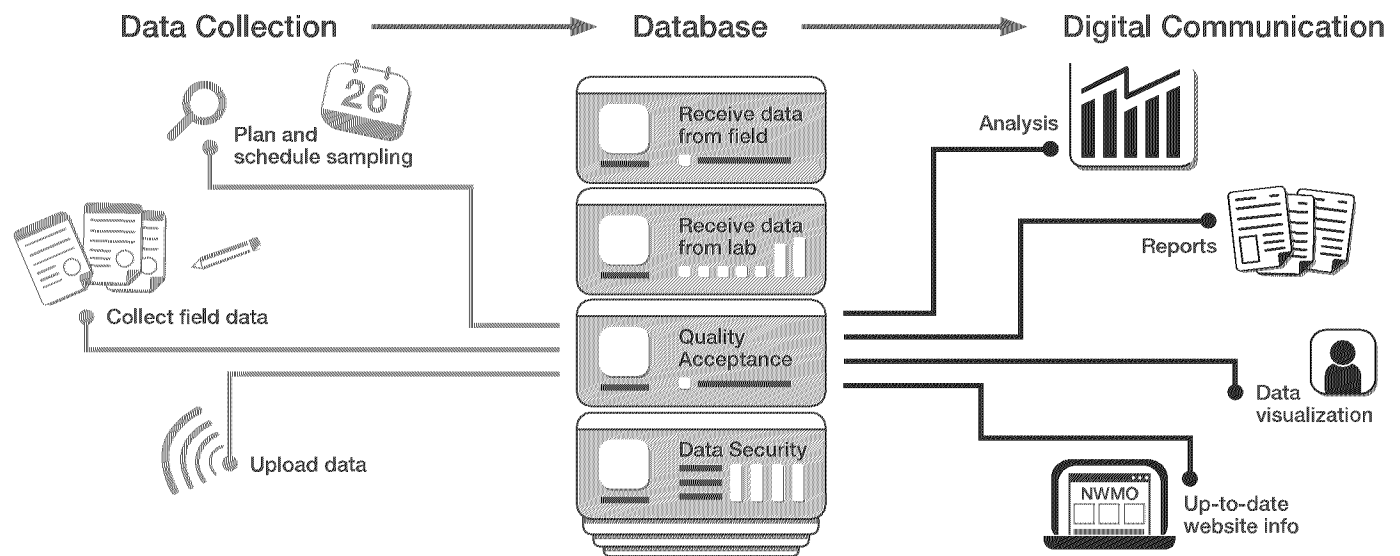 Data Collection
Database
Digital Communication
26
Plan and
schedule sampling
Collect field data
Upload data
Receive data
from field
Receive data
from lab
Quality
Acceptance
Data Security
Analysis
Reports
Data
visualization
NWMO
Up-to-date
website info